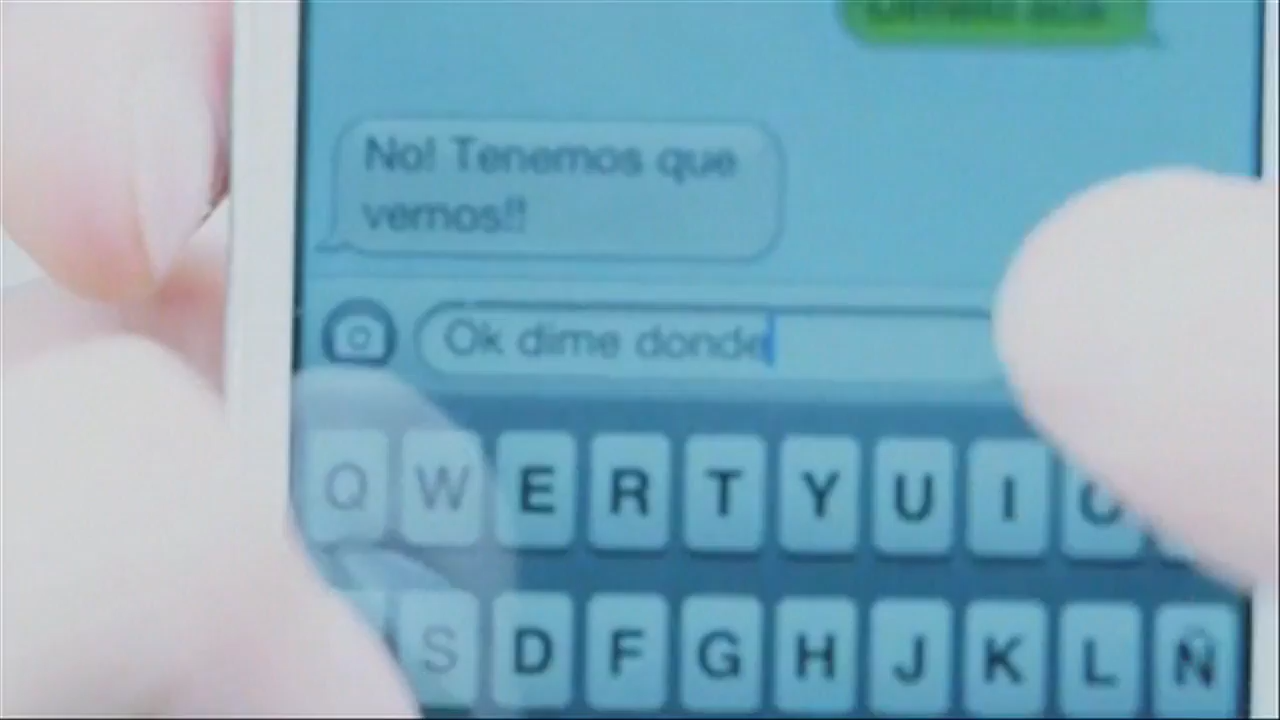 No! Tenemos que
vernos!!
Ok dime donde
Q W E R T Y U I O
S D F G H J K L Ñ